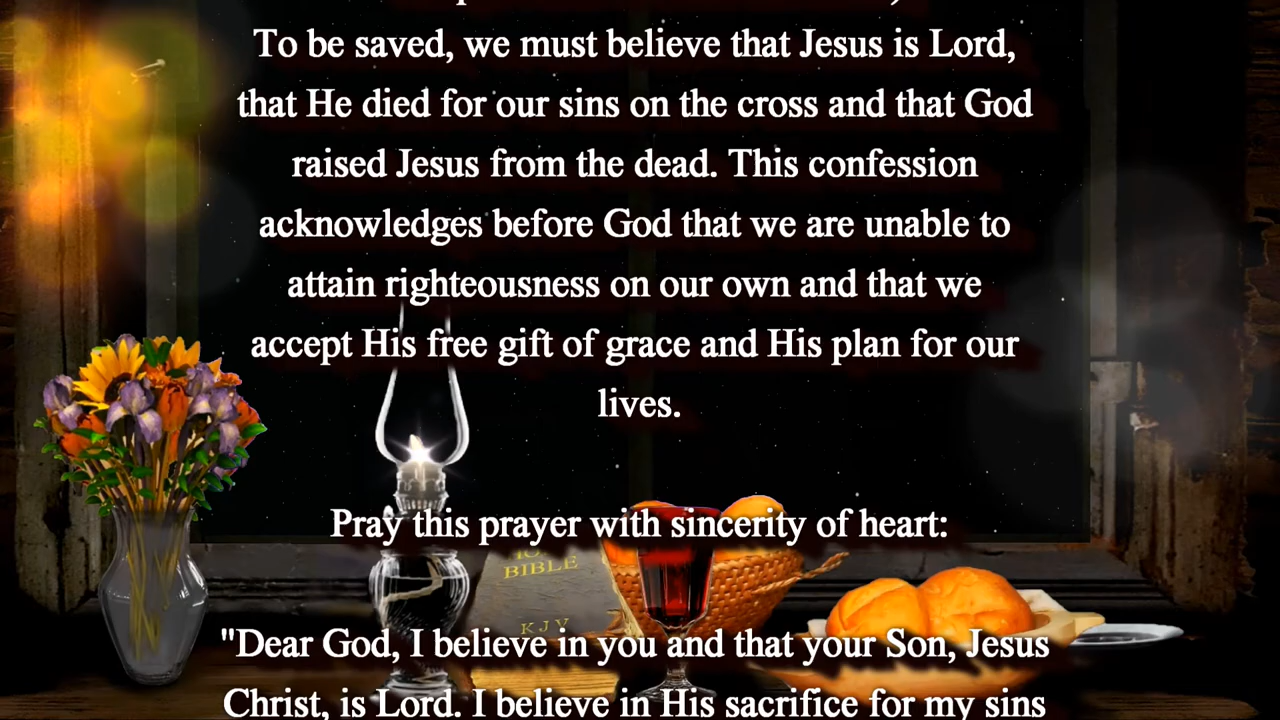 To be saved, we must believe that Jesus is Lord,
that He died for our sins on the cross and that God
raised Jesus from the dead. This confession
acknowledges before God that we are unable to
attain righteousness on our own and that we
accept His free gift of grace and His plan for our
lives.
Pray this prayer with sincerity of heart:
BIBLE
KJV
"Dear God, I believe in you and that your Son, Jesus
Christ, is Lord. I believe in His sacrifice for my sins